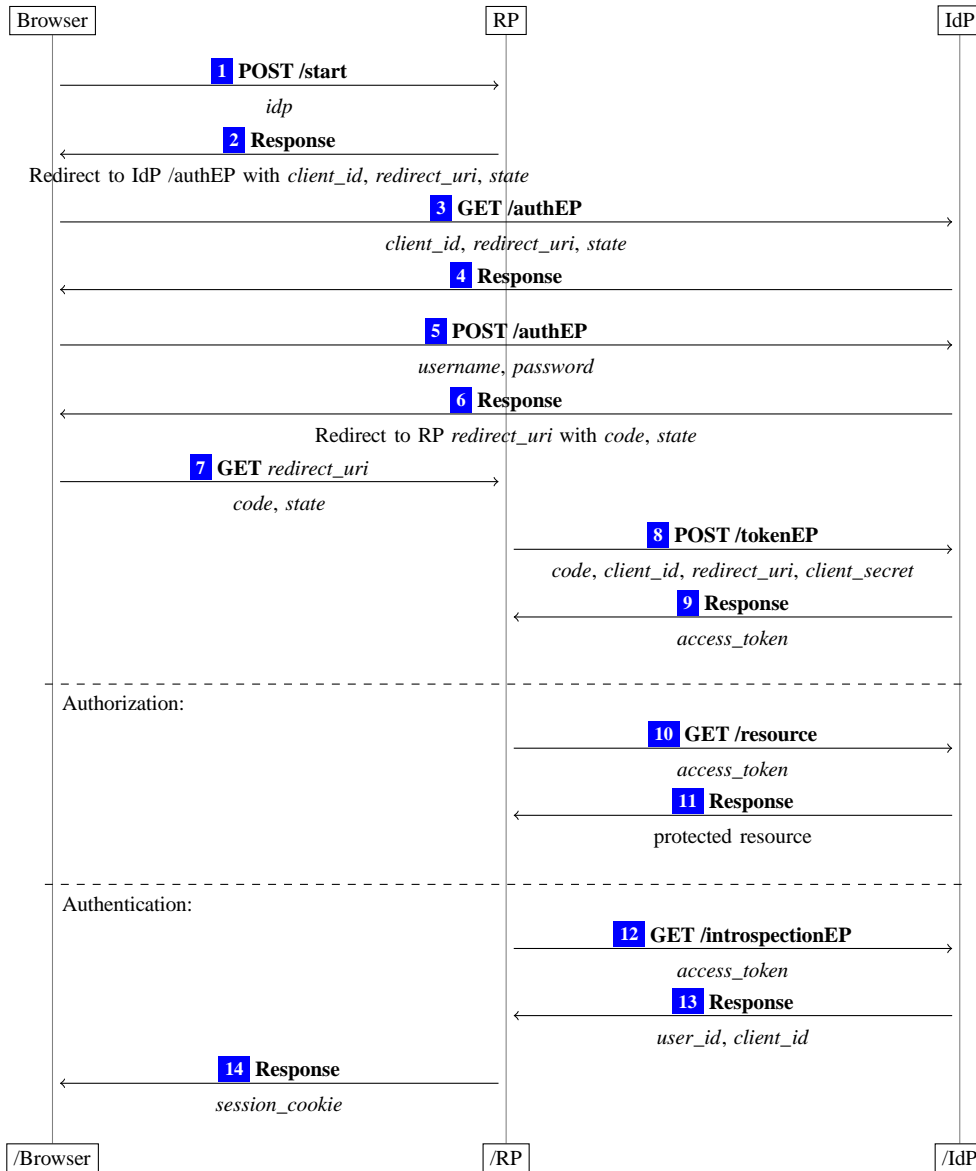 Browser RP IdP
1 POST /start
idp
2 Response
Redirect to IdP /authEP with client_id, redirect_uri, state
3 GET /authEP
client_id, redirect_uri, state
4 Response
5 POST /authEP
username, password
6 Response
Redirect to RP redirect_uri with code, state
7 GET redirect_uri
code, state
8 POST /tokenEP
code, client_id, redirect_uri, client_secret
9 Response
access_token
Authorization:
10 GET /resource
access_token
11 Response
protected resource
Authentication:
12 GET /introspectionEP
access_token
13 Response
user_id, client_id
14 Response
session_cookie
/Browser /RP /IdP